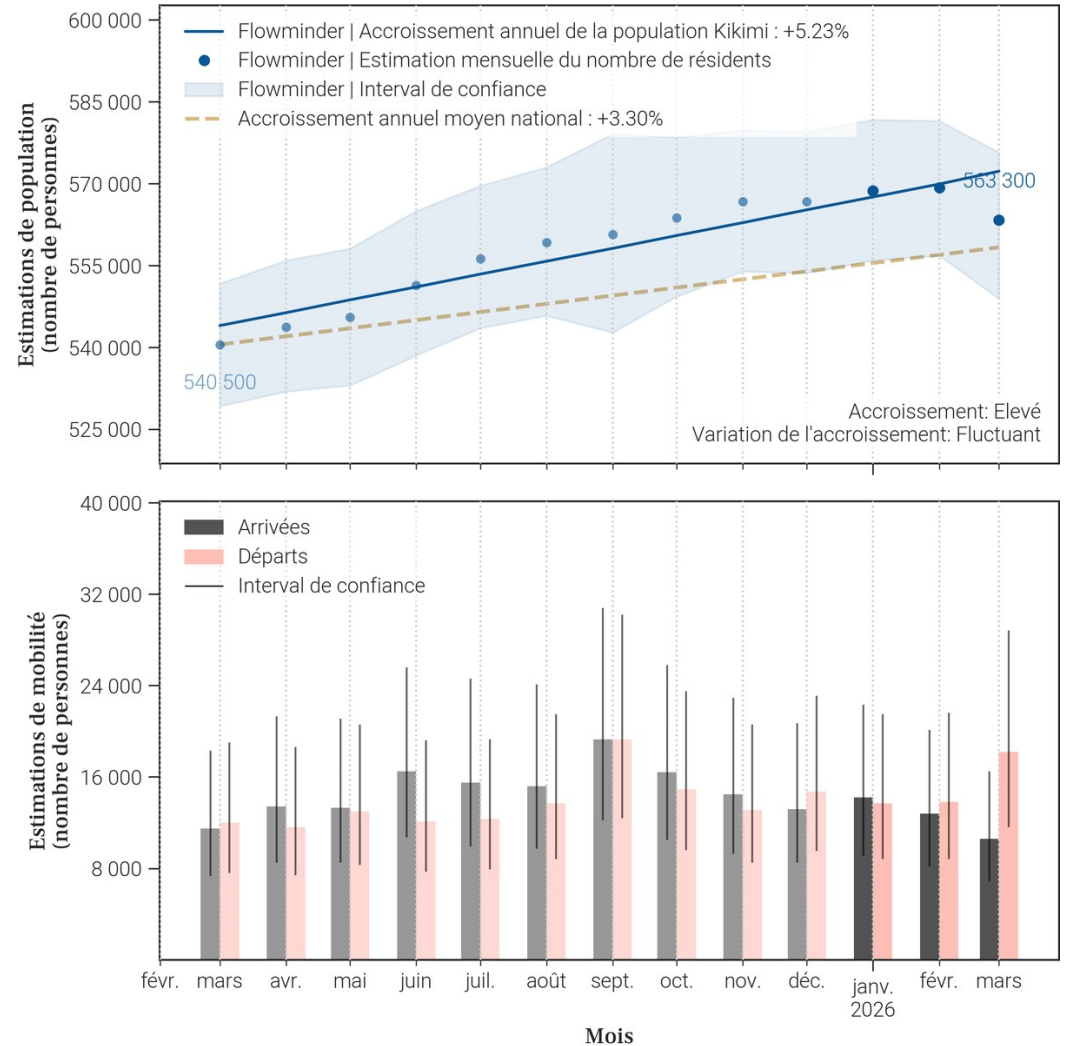 600 000
585 000
570 000
555 000
540 000
525 000
Estimations de population
(nombre de personnes)
Flowminder | Accroissement annuel de la population Kikimi : +5.23%
Flowminder | Estimation mensuelle du nombre de résidents
Flowminder | Interval de confiance
Accroissement annuel moyen national : +3.30%
563 300
540 500
Accroissement: Elevé
Variation de l'accroissement: Fluctuant
40 000
32 000
24 000
16 000
8 000
Estimations de mobilité
(nombre de personnes)
Arrivées
Départs
Interval de confiance
févr. mars avr. mai juin juil. août sept. oct. nov. déc. janv. févr. mars
2026
Mois